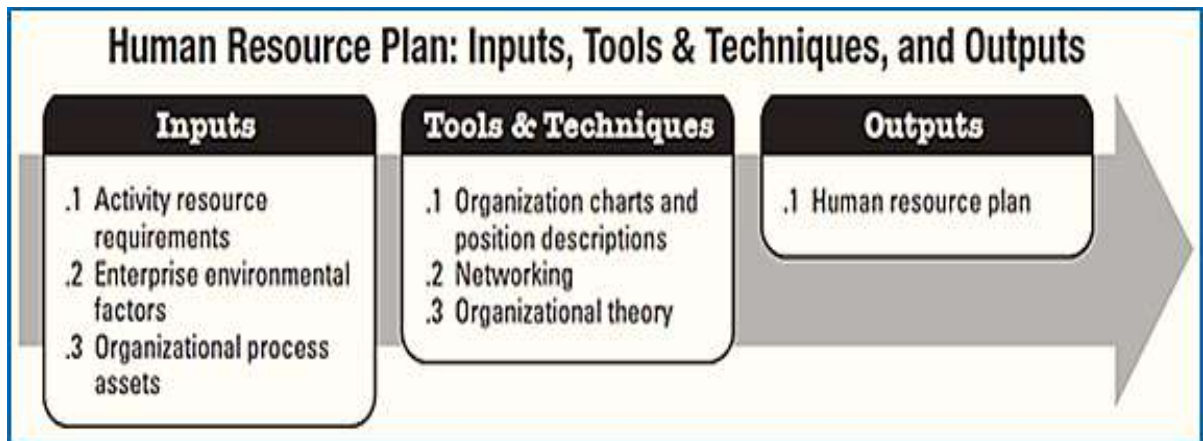 Human Resource Plan: Inputs, Tools & Techniques, and Outputs
Inputs
.1 Activity resource
requirements
.2 Enterprise environmental
factors
.3 Organizational process
assets
Tools & Techniques
.1 Organization charts and
position descriptions
.2 Networking
.3 Organizational theory
Outputs
.1 Human resource plan